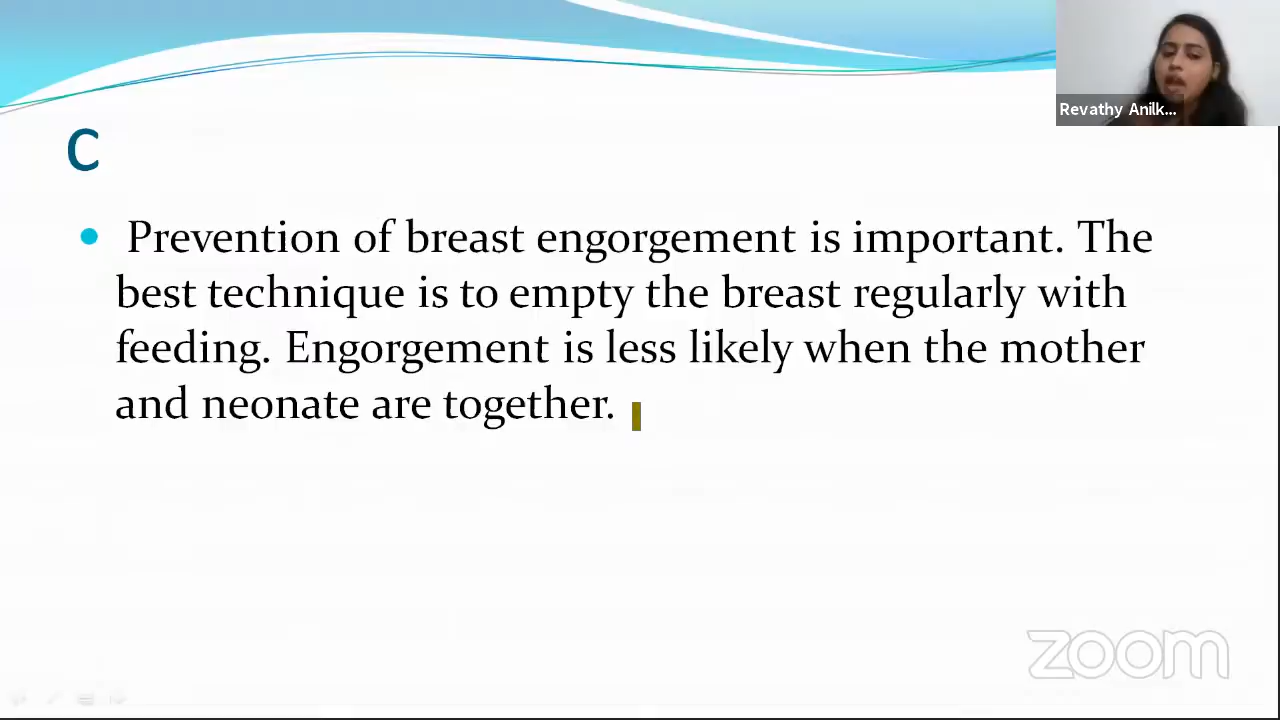 Revathy Anilk...
C
Prevention of breast engorgement is important. The
best technique is to empty the breast regularly with
feeding. Engorgement is less likely when the mother
and neonate are together.
zoom